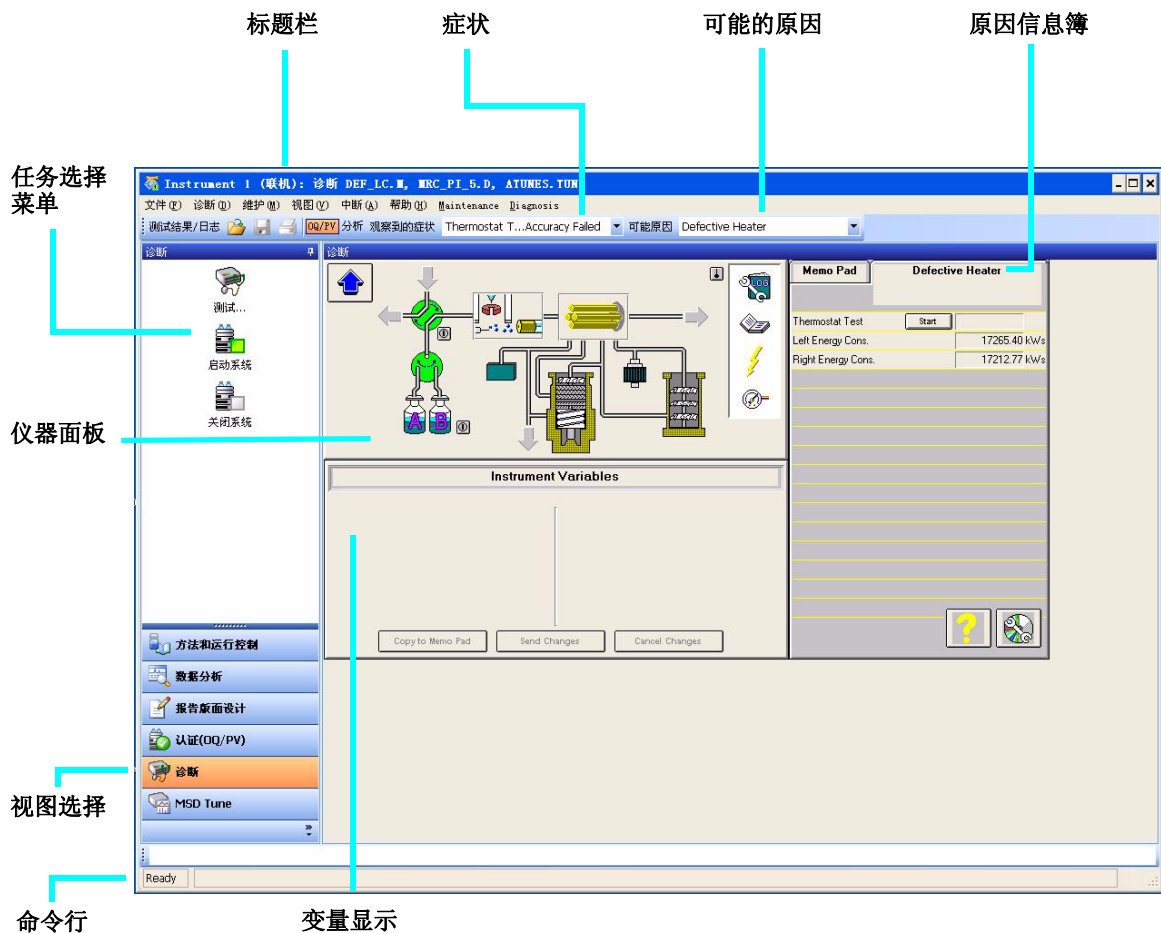 标题栏
症状
可能的原因
原因信息簿
任务选择
菜单
仪器面板
视图选择
命令行
变量显示
Instrument 1 (联机): 诊断 DEF_LC.M, MRC_PI_5.D, ATUNES.TUN
文件(F) 诊断(D) 维护(M) 视图(V) 中断(A) 帮助(H) Maintenance Diagnosis
测试结果/日志 OQ/PV 分析 观察到的症状 Thermostat T...Accuracy Failed 可能原因 Defective Heater
诊断
测试...
启动系统
关闭系统
方法和运行控制
数据分析
报告版面设计
认证(OQ/PV)
诊断
MSD Tune
诊断
LOG
A B
Instrument Variables
Copy to Memo Pad Send Changes Cancel Changes
Memo Pad Defective Heater
Thermostat Test Start
Left Energy Cons. 17265.40 kWs
Right Energy Cons. 17212.77 kWs
?
Ready